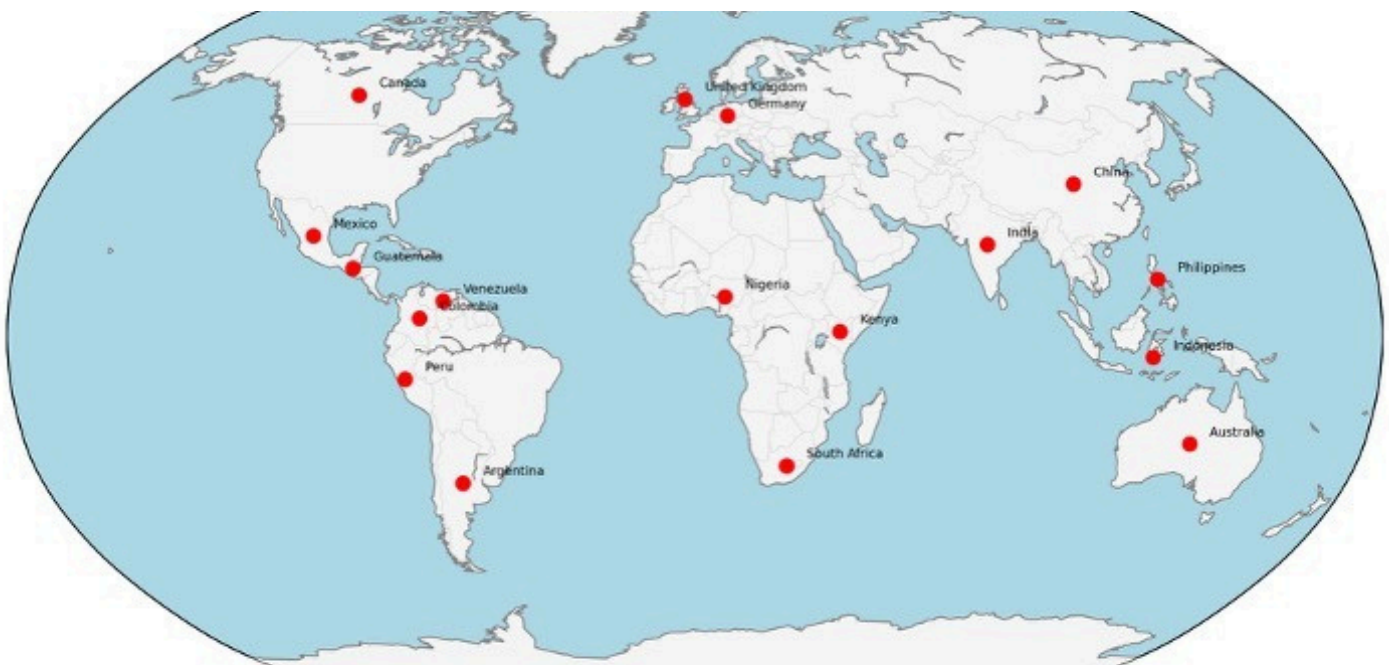 Canada
United Kingdom
Germany
China
Mexico
India
Guatemala
Philippines
Nigeria
Venezuela
Colombia
Kenya
Indonesia
Peru
Australia
South Africa
Argentina